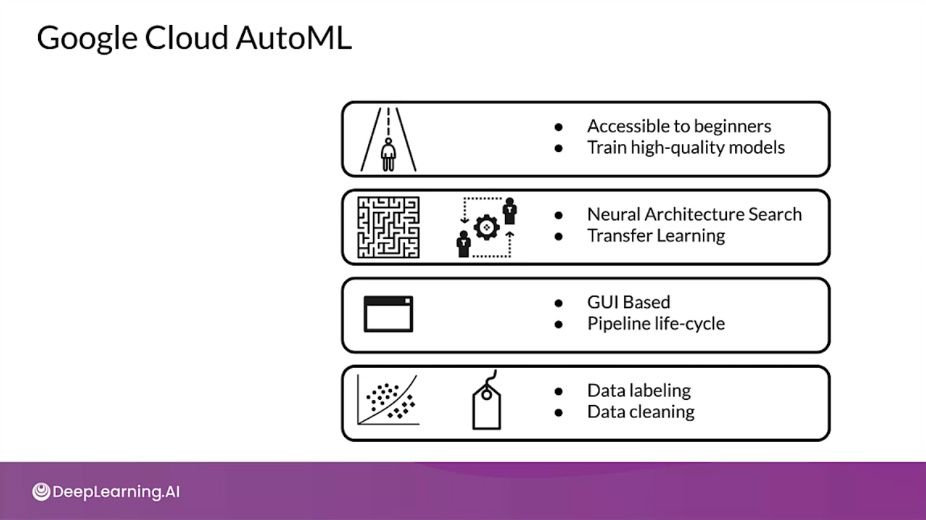 Google Cloud AutoML
● Accessible to beginners
● Train high-quality models
● Neural Architecture Search
● Transfer Learning
● GUI Based
● Pipeline life-cycle
● Data labeling
● Data cleaning
DeepLearning.AI